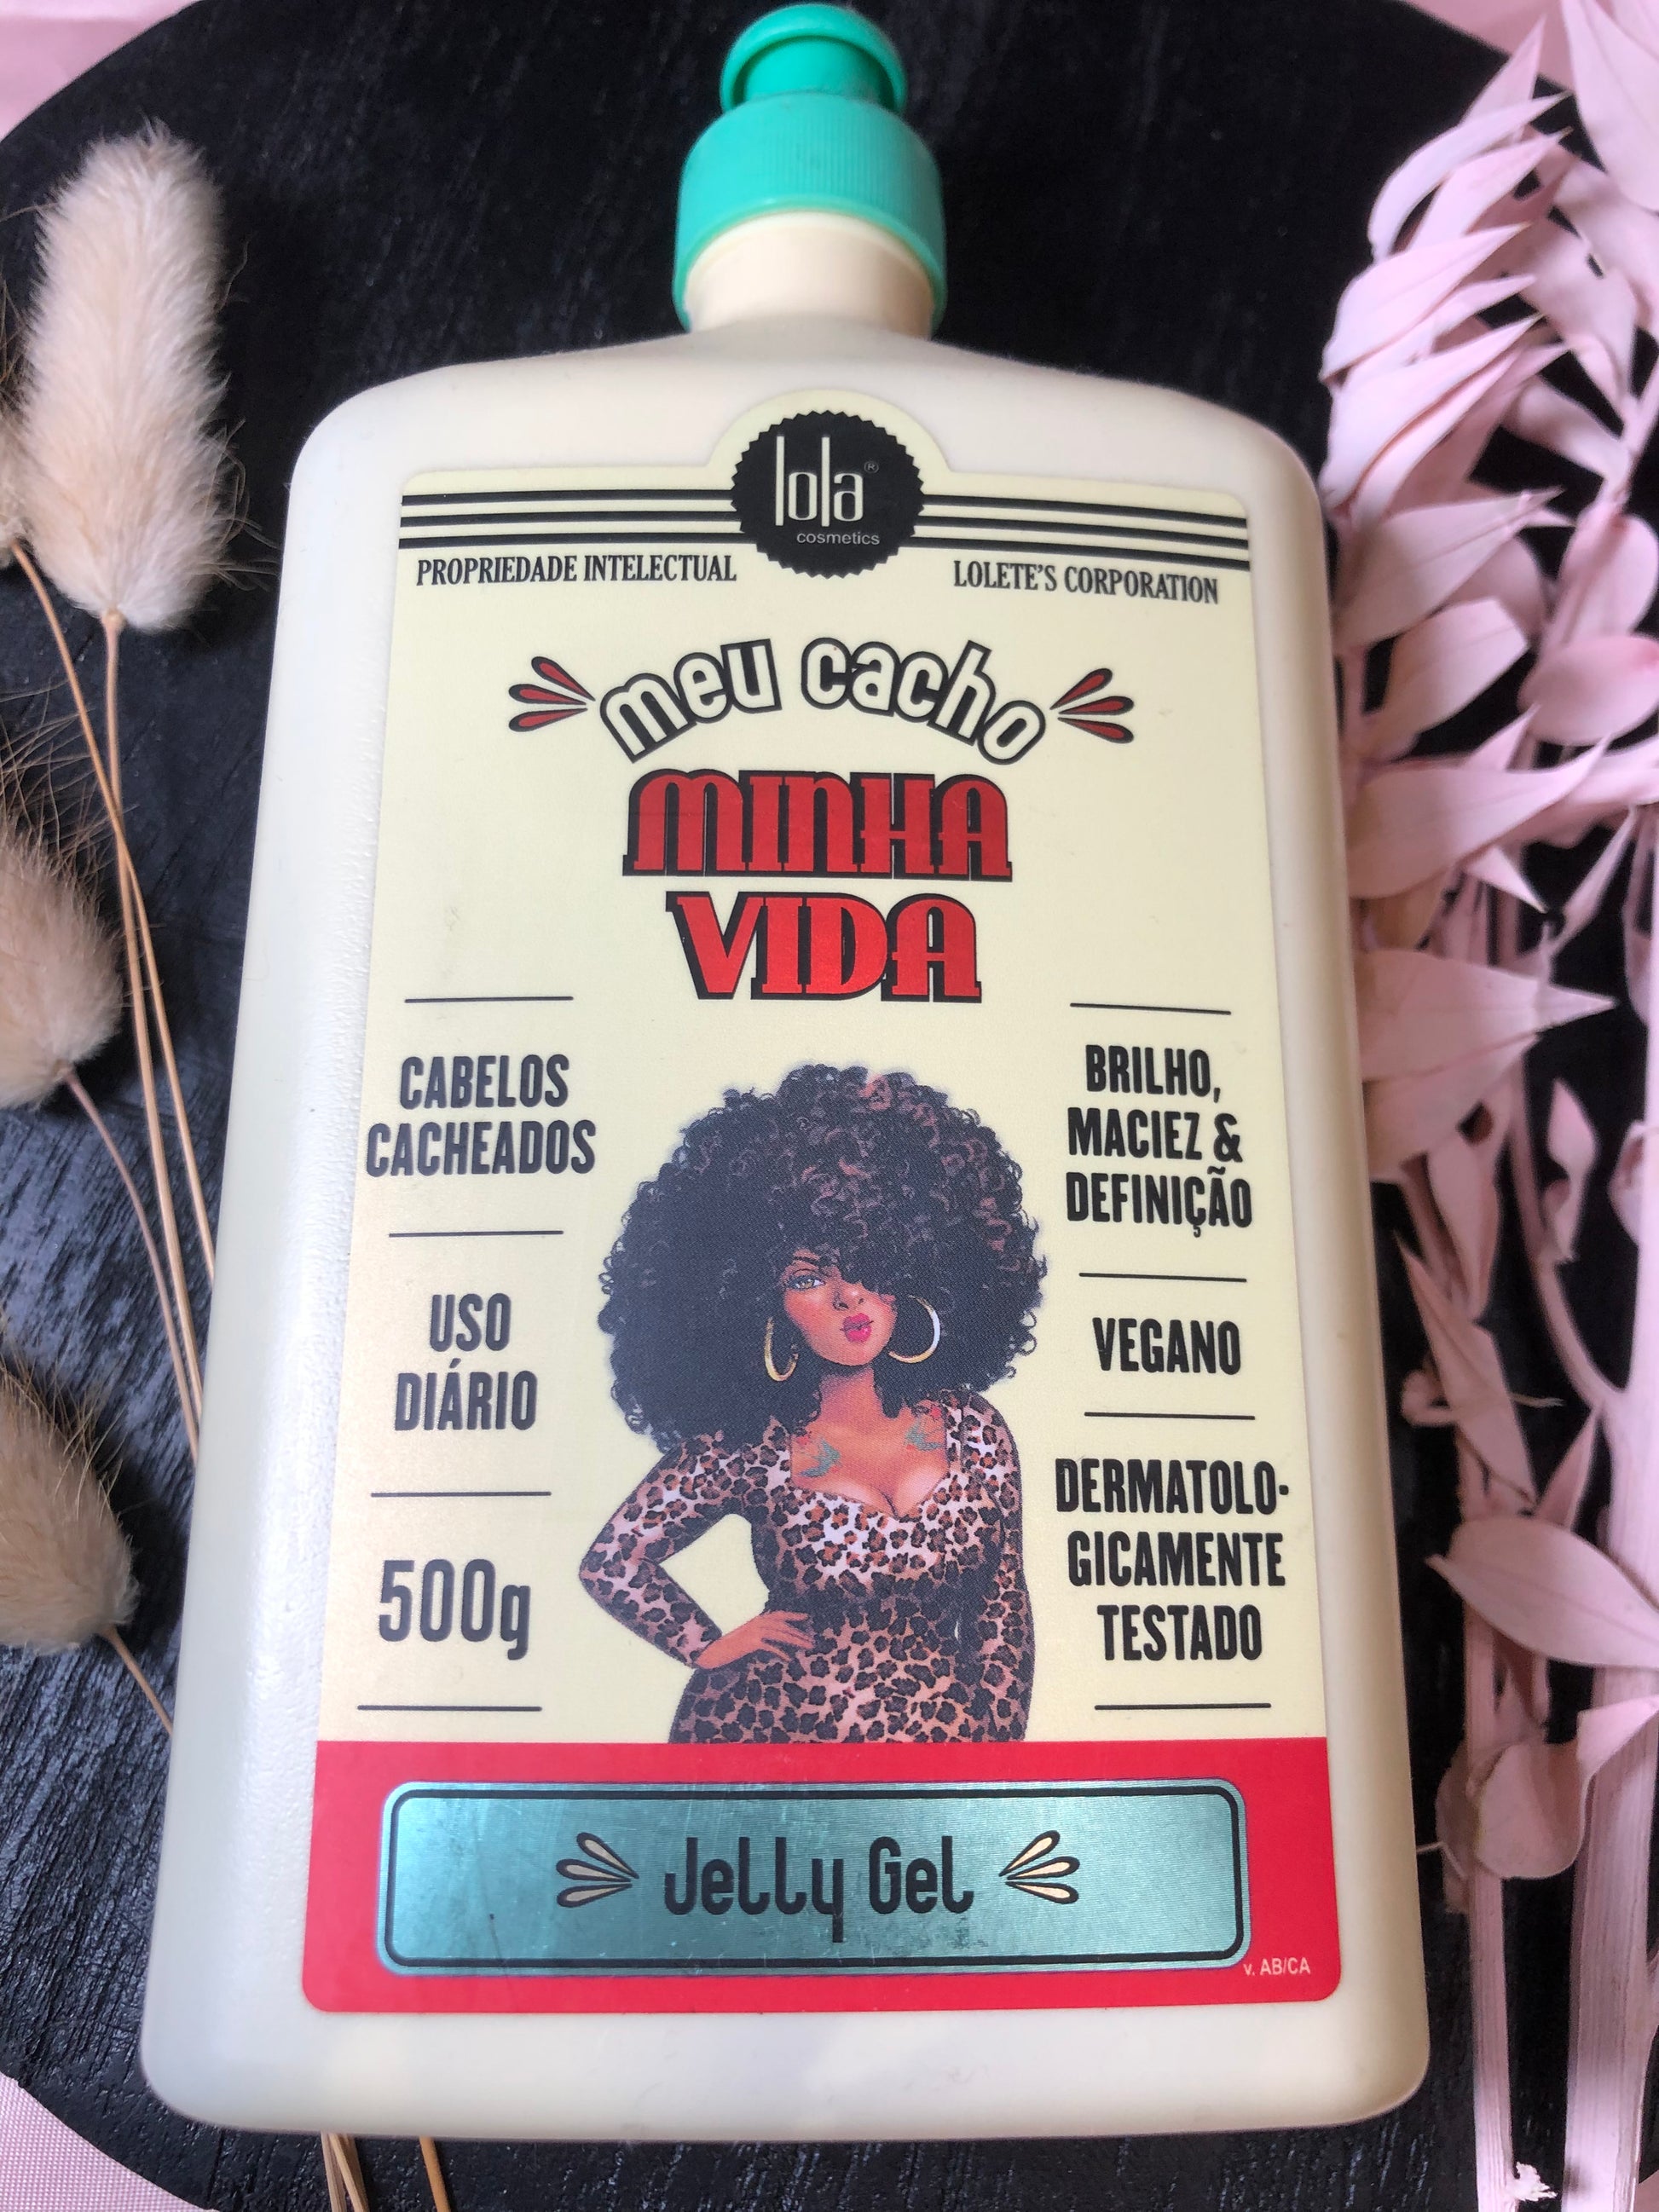 lola®
cosmetics
PROPRIEDADE INTELECTUAL
LOLETE'S CORPORATION
meu cacho
MINHA
VIDA
CABELOS
CACHEADOS
USO
DIÁRIO
500g
BRILHO,
MACIEZ &
DEFINIÇÃO
VEGANO
DERMATOLO-
GICAMENTE
TESTADO
Jelly Gel
v. AB/CA